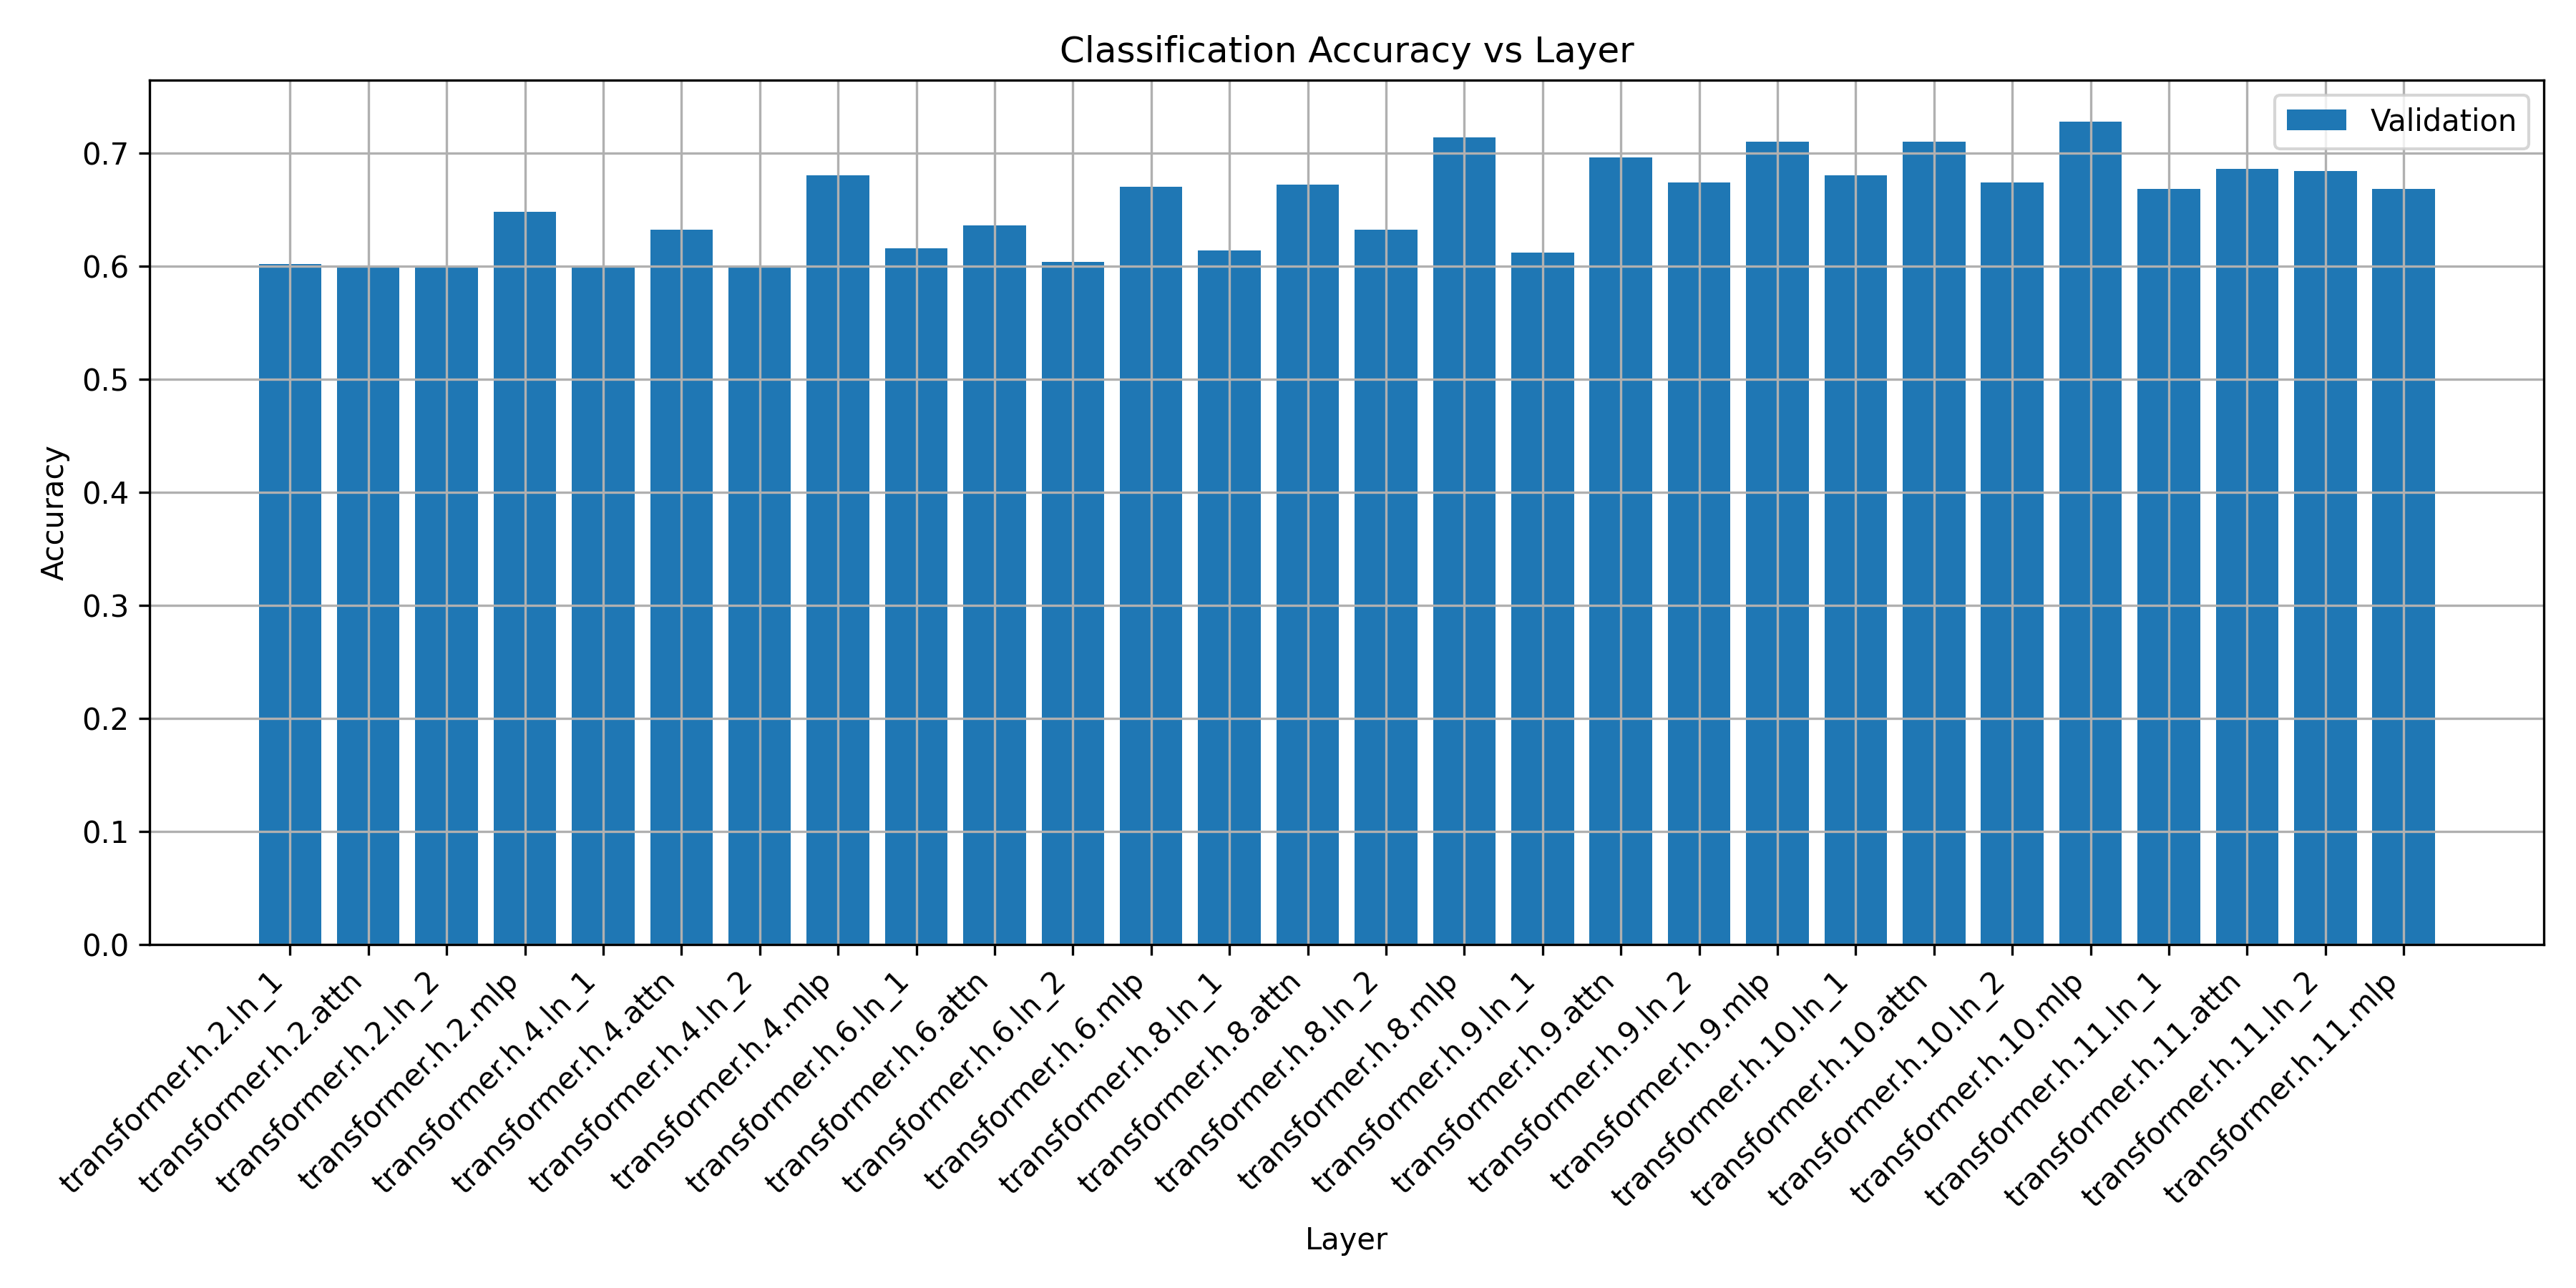 Classification Accuracy vs Layer
Validation
Accuracy
0.7
0.6
0.5
0.4
0.3
0.2
0.1
0.0
transformer.h.2.ln_1
transformer.h.2.attn
transformer.h.2.ln_2
transformer.h.2.mlp
transformer.h.4.ln_1
transformer.h.4.attn
transformer.h.4.ln_2
transformer.h.4.mlp
transformer.h.6.ln_1
transformer.h.6.attn
transformer.h.6.ln_2
transformer.h.6.mlp
transformer.h.8.ln_1
transformer.h.8.attn
transformer.h.8.ln_2
transformer.h.8.mlp
transformer.h.9.ln_1
transformer.h.9.attn
transformer.h.9.ln_2
transformer.h.9.mlp
transformer.h.10.ln_1
transformer.h.10.attn
transformer.h.10.ln_2
transformer.h.10.mlp
transformer.h.11.ln_1
transformer.h.11.attn
transformer.h.11.ln_2
transformer.h.11.mlp
Layer